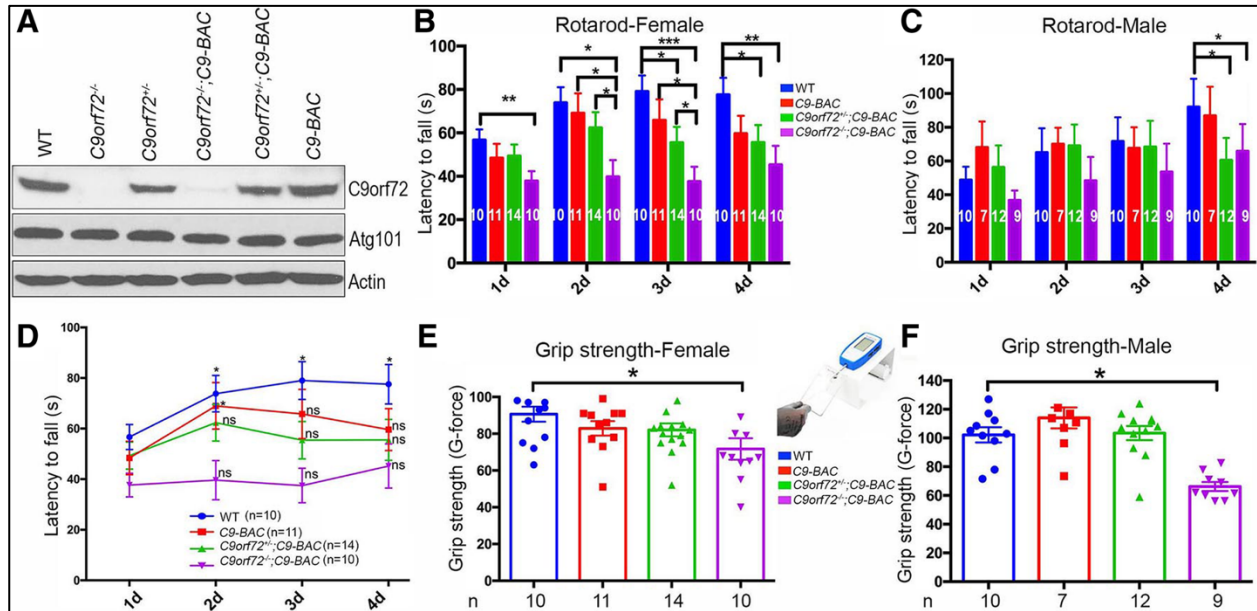 A
WT
C9orf72-/-
C9orf72+/-
C9orf72-/-;C9-BAC
C9orf72+/-;C9-BAC
C9-BAC
C9orf72
Atg101
Actin
B
Rotarod-Female
Latency to fall (s)
100
80
60
40
20
0
**
*
*
*
***
*
*
*
**
*
10 11 14 10
10 11 14 10
10 11 14 10
10 11 14 10
1d 2d 3d 4d
WT
C9-BAC
C9orf72+/-;C9-BAC
C9orf72-/-;C9-BAC
C
Rotarod-Male
Latency to fall (s)
120
100
80
60
40
20
0
*
*
10 7 12 9
10 7 12 9
10 7 12 9
10 7 12 9
1d 2d 3d 4d
D
Latency to fall (s)
100
80
60
40
20
0
*
*
*
*
ns
ns
ns
ns
ns
ns
ns
ns
WT (n=10)
C9-BAC (n=11)
C9orf72+/-;C9-BAC (n=14)
C9orf72-/-;C9-BAC (n=10)
1d 2d 3d 4d
E
Grip strength-Female
Grip strength (G-force)
100
80
60
40
20
0
*
n 10 11 14 10
WT
C9-BAC
C9orf72+/-;C9-BAC
C9orf72-/-;C9-BAC
F
Grip strength-Male
Grip strength (G-force)
140
120
100
80
60
40
20
0
*
n 10 7 12 9